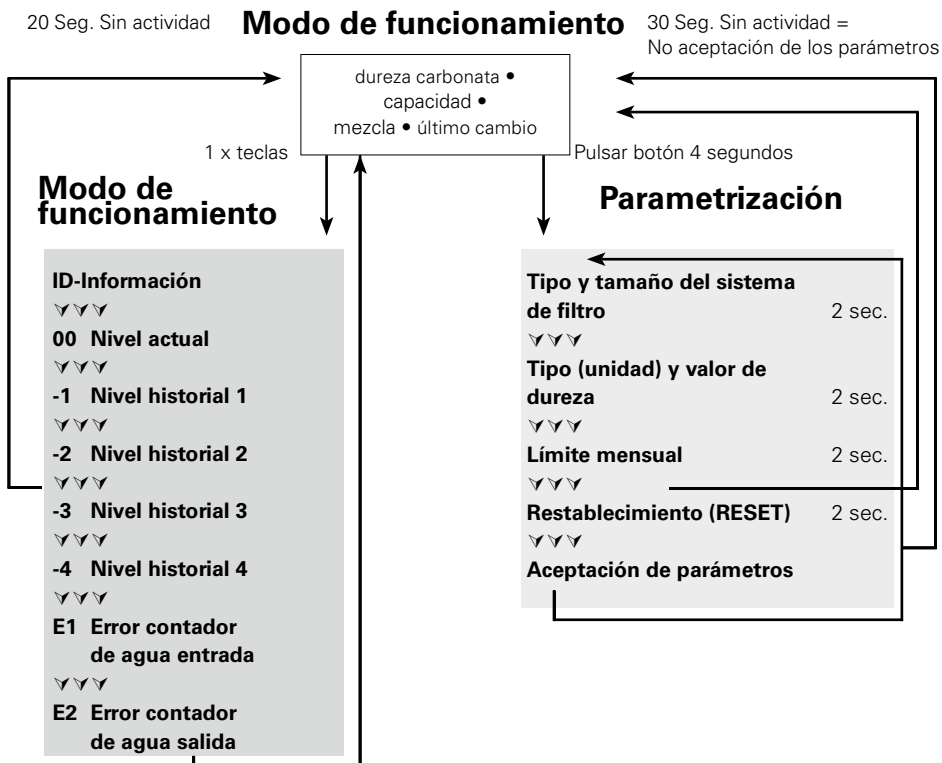 20 Seg. Sin actividad
Modo de funcionamiento
30 Seg. Sin actividad =
No aceptación de los parámetros
dureza carbonata •
capacidad •
mezcla • último cambio
1 x teclas
Pulsar botón 4 segundos
Modo de
funcionamiento
ID-Información
00 Nivel actual
-1 Nivel historial 1
-2 Nivel historial 2
-3 Nivel historial 3
-4 Nivel historial 4
E1 Error contador
de agua entrada
E2 Error contador
de agua salida
Parametrización
Tipo y tamaño del sistema
de filtro 2 sec.
Tipo (unidad) y valor de
dureza 2 sec.
Límite mensual 2 sec.
Restablecimiento (RESET) 2 sec.
Aceptación de parámetros